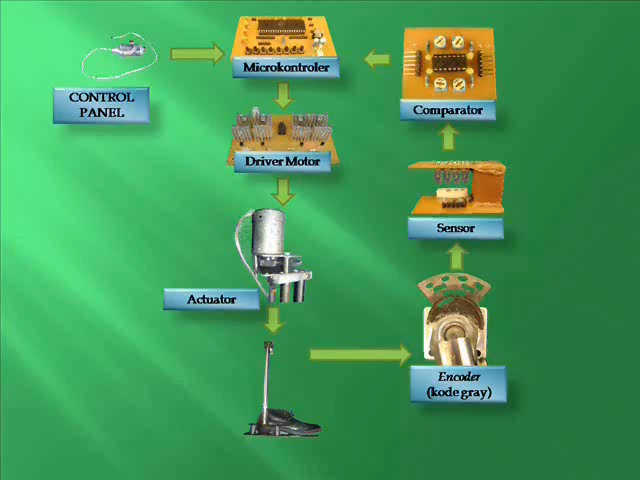 Microkontroler
CONTROL
PANEL
Comparator
Driver Motor
Sensor
Actuator
Encoder
(kode gray)